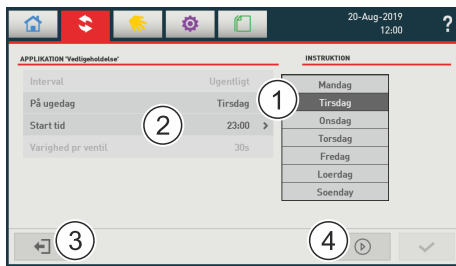 20-Aug-2019
12:00
?
APPLIKATION 'Vedligeholdelse'
INSTRUKTION
Interval Ugentligt
På ugedag Tirsdag
Start tid 23:00 >
Varighed pr ventil 30s
Mandag
Tirsdag
Onsdag
Torsdag
Fredag
Loerdag
Soenday
1
2
3
4